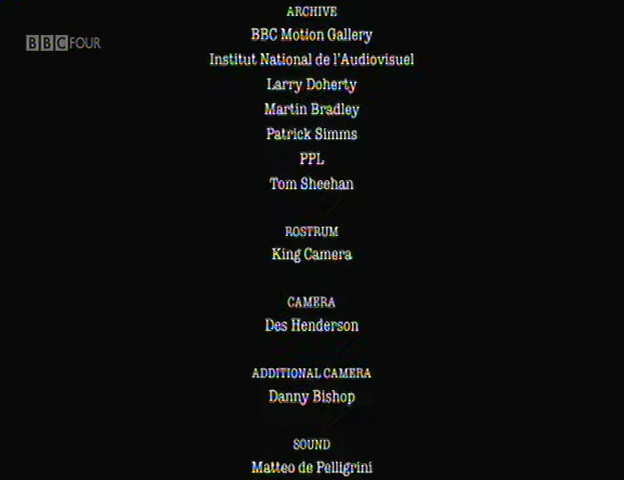 BBC FOUR
ARCHIVE
BBC Motion Gallery
Institut National de l'Audiovisuel
Larry Doherty
Martin Bradley
Patrick Simms
PPL
Tom Sheehan
ROSTRUM
King Camera
CAMERA
Des Henderson
ADDITIONAL CAMERA
Danny Bishop
SOUND
Matteo de Pelligrini